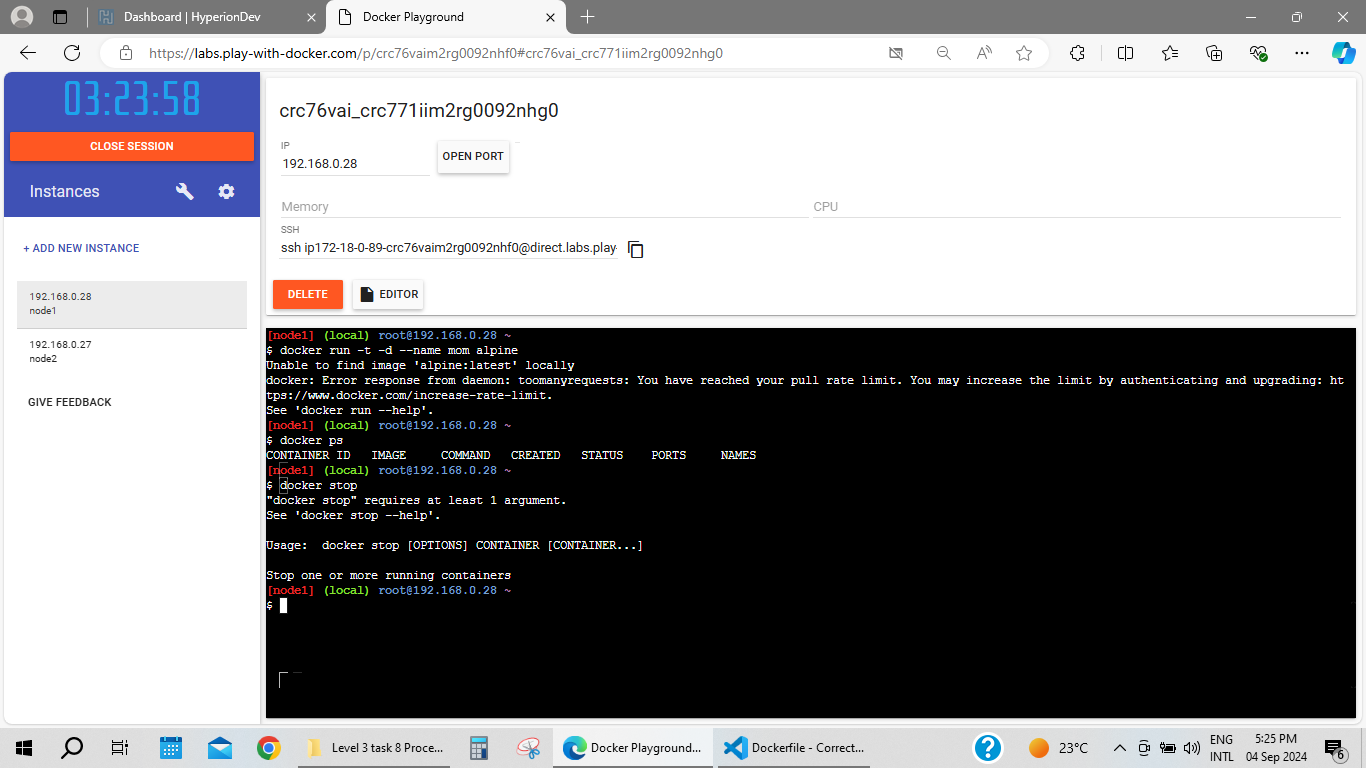 Dashboard | HyperionDev
Docker Playground
https://labs.play-with-docker.com/p/crc76vaim2rg0092nhf0#crc76vai_crc771iim2rg0092nhg0
03:23:58
CLOSE SESSION
Instances
+ ADD NEW INSTANCE
192.168.0.28
node1
192.168.0.27
node2
GIVE FEEDBACK
crc76vai_crc771iim2rg0092nhg0
IP
192.168.0.28
OPEN PORT
Memory
CPU
SSH
ssh ip172-18-0-89-crc76vaim2rg0092nhf0@direct.labs.play-
DELETE
EDITOR
[node1] (local) root@192.168.0.28 ~
$ docker run -t -d --name mom alpine
Unable to find image 'alpine:latest' locally
docker: Error response from daemon: toomanyrequests: You have reached your pull rate limit. You may increase the limit by authenticating and upgrading: ht
tps://www.docker.com/increase-rate-limit.
See 'docker run --help'.
[node1] (local) root@192.168.0.28 ~
$ docker ps
CONTAINER ID IMAGE COMMAND CREATED STATUS PORTS NAMES
[node1] (local) root@192.168.0.28 ~
$ docker stop
"docker stop" requires at least 1 argument.
See 'docker stop --help'.
Usage: docker stop [OPTIONS] CONTAINER [CONTAINER...]
Stop one or more running containers
[node1] (local) root@192.168.0.28 ~
$
Level 3 task 8 Proce...
Docker Playground...
Dockerfile - Correct...
23°C
ENG
INTL
5:25 PM
04 Sep 2024
6